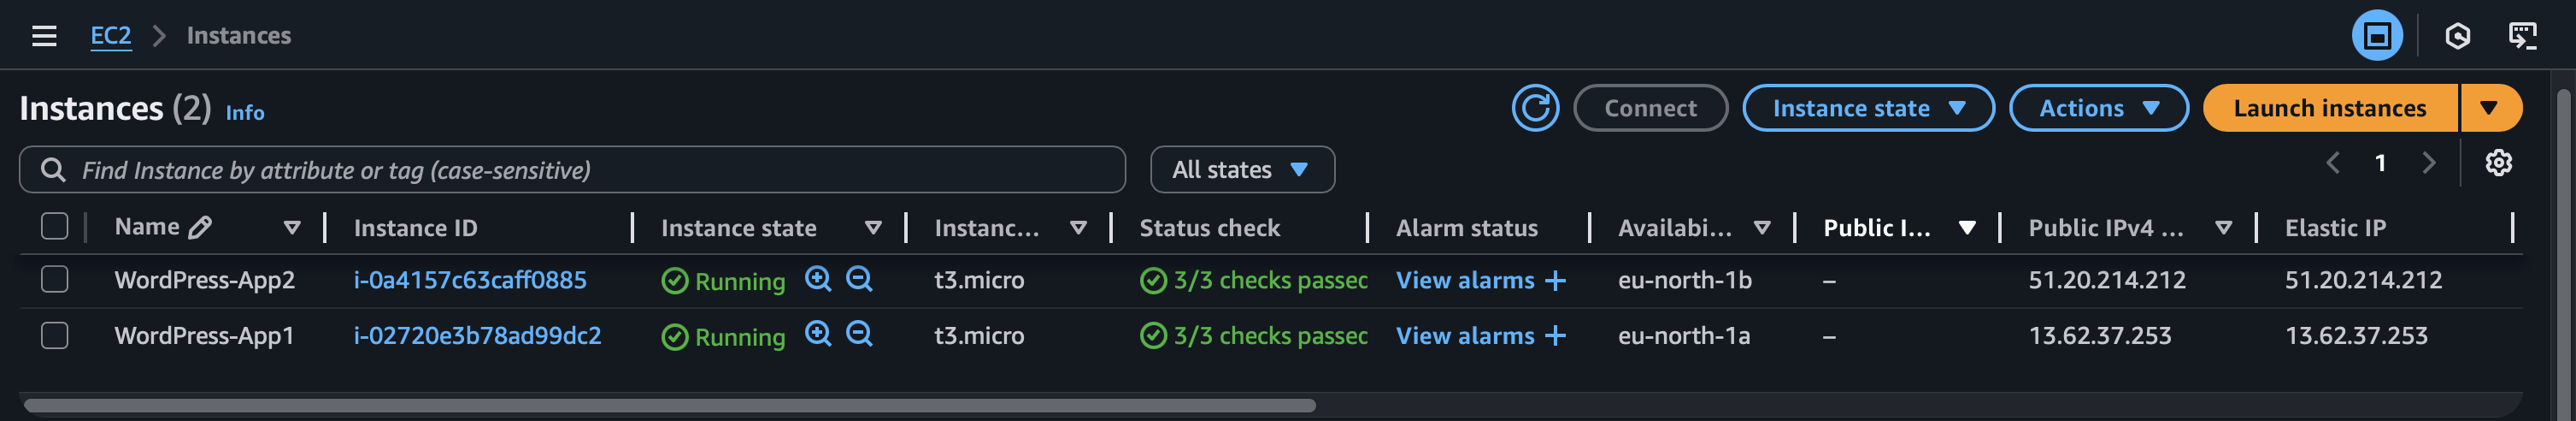 EC2 > Instances
Instances (2) Info
Connect Instance state Actions Launch instances
Find Instance by attribute or tag (case-sensitive) All states 1
Name Instance ID Instance state Instanc... Status check Alarm status Availabi... Public I... Public IPv4 ... Elastic IP
WordPress-App2 i-0a4157c63caff0885 Running t3.micro 3/3 checks passec View alarms + eu-north-1b – 51.20.214.212 51.20.214.212
WordPress-App1 i-02720e3b78ad99dc2 Running t3.micro 3/3 checks passec View alarms + eu-north-1a – 13.62.37.253 13.62.37.253